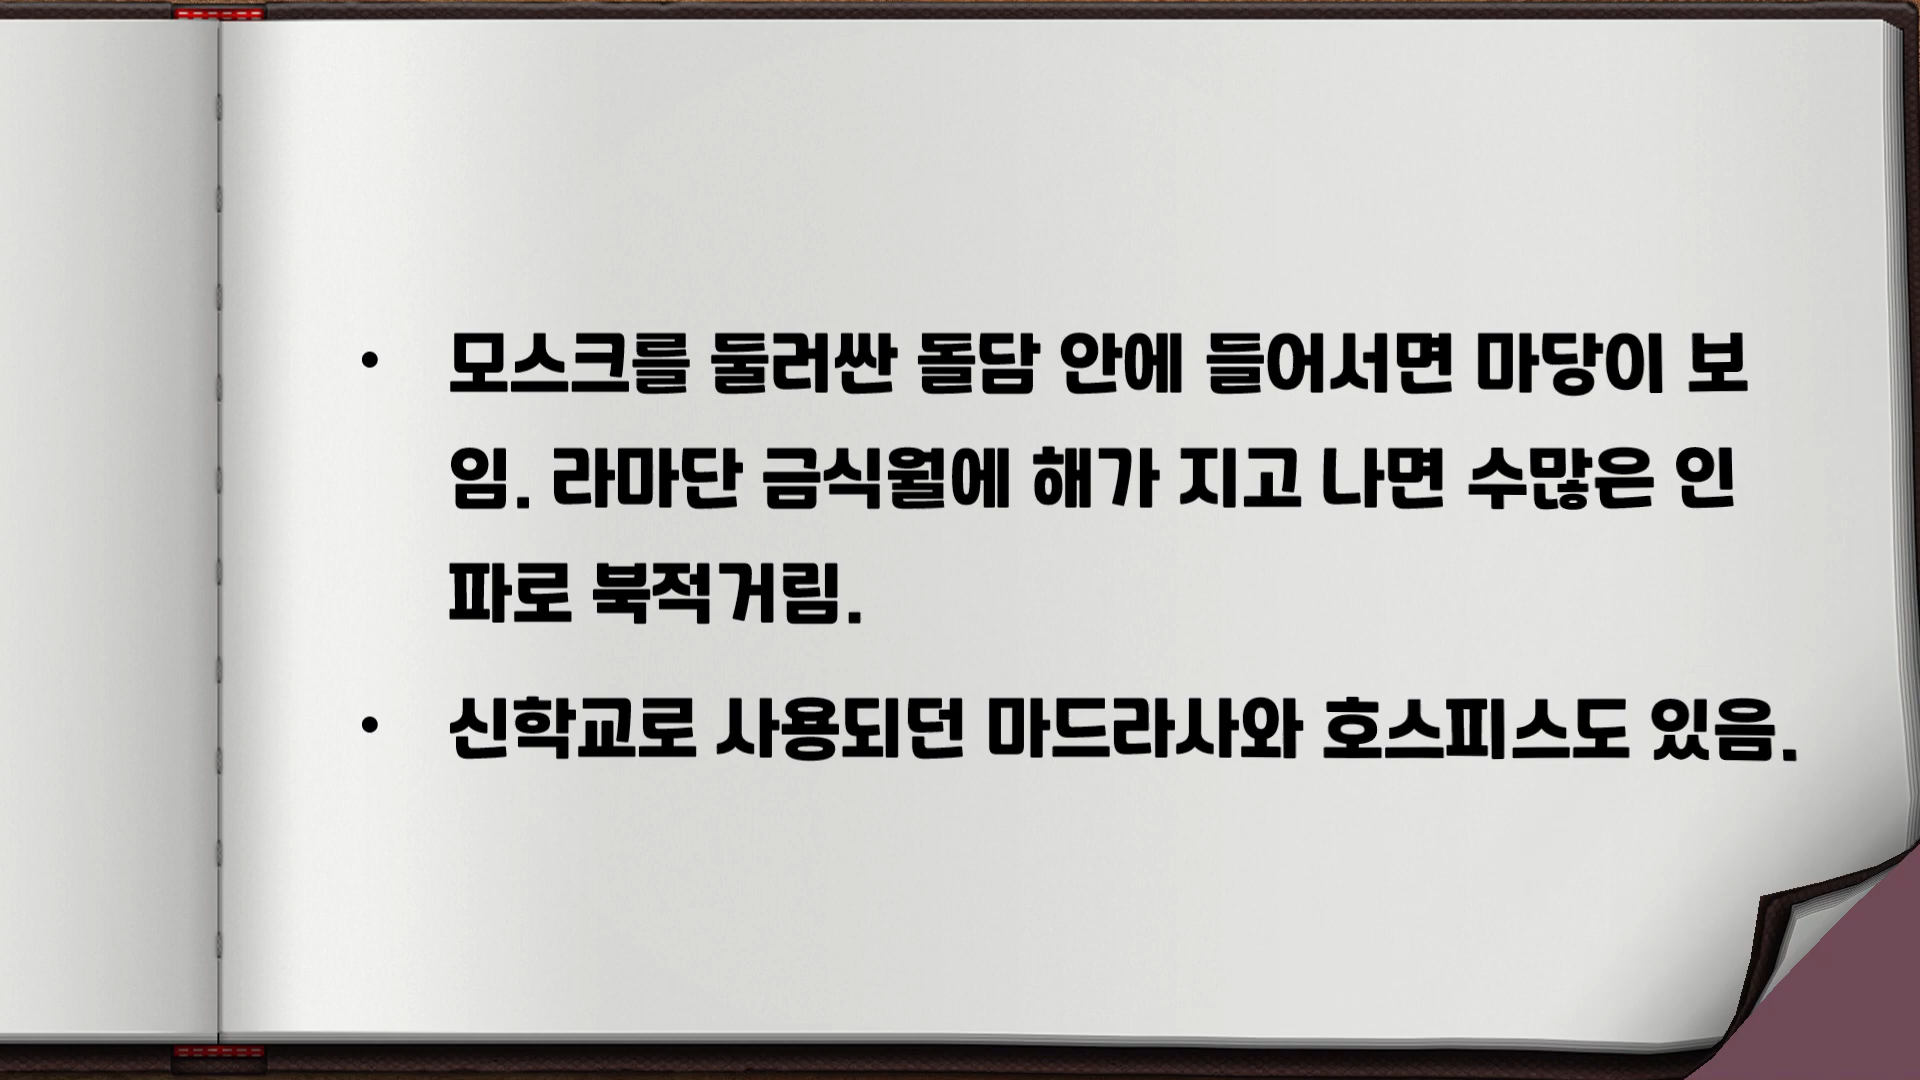 • 모스크를 둘러싼 돌담 안에 들어서면 마당이 보
임. 라마단 금식월에 해가 지고 나면 수많은 인
파로 북적거림.
• 신학교로 사용되던 마드라사와 호스피스도 있음.